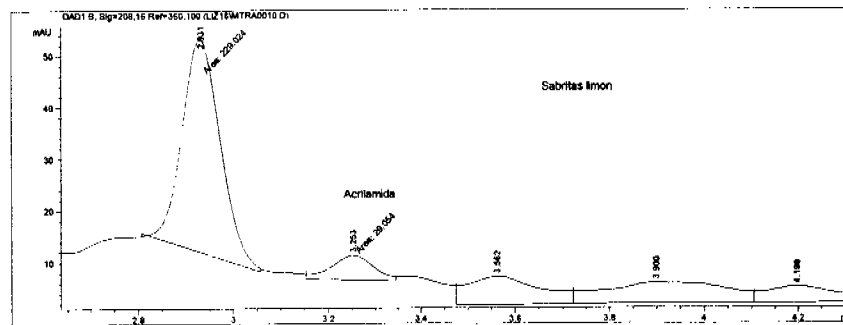 DAD1 B, Sig=208,16 Ref=360,100 (LIZ16\MTRA0010.D)
mAU
2.931
Area: 229.024
Sabritas limon
Acrilamida
3.253
Area: 29.054
3.562
3.900
50
40
30
20
10
2.8
3
3.2
3.4
3.6
3.8
4
4.2